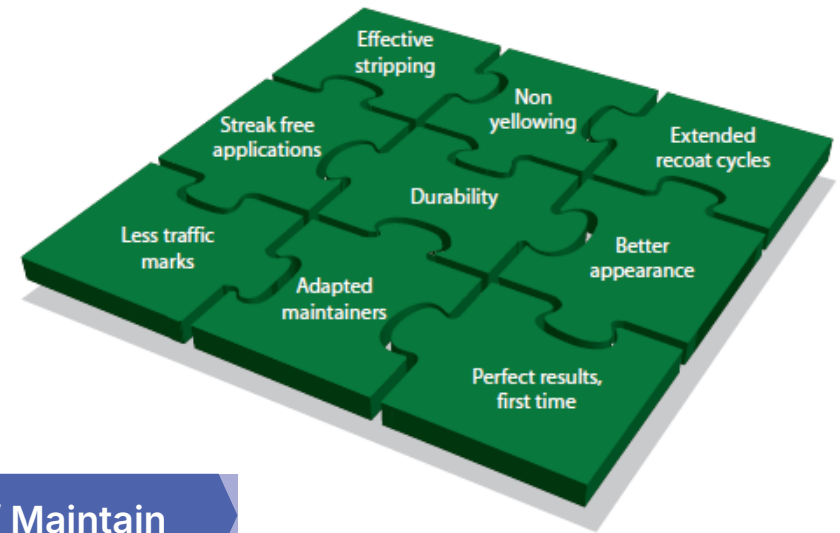 Effective
stripping
Non
yellowing
Extended
recoat cycles
Streak free
applications
Durability
Better
appearance
Less traffic
marks
Adapted
maintainers
Perfect results,
first time
Maintain